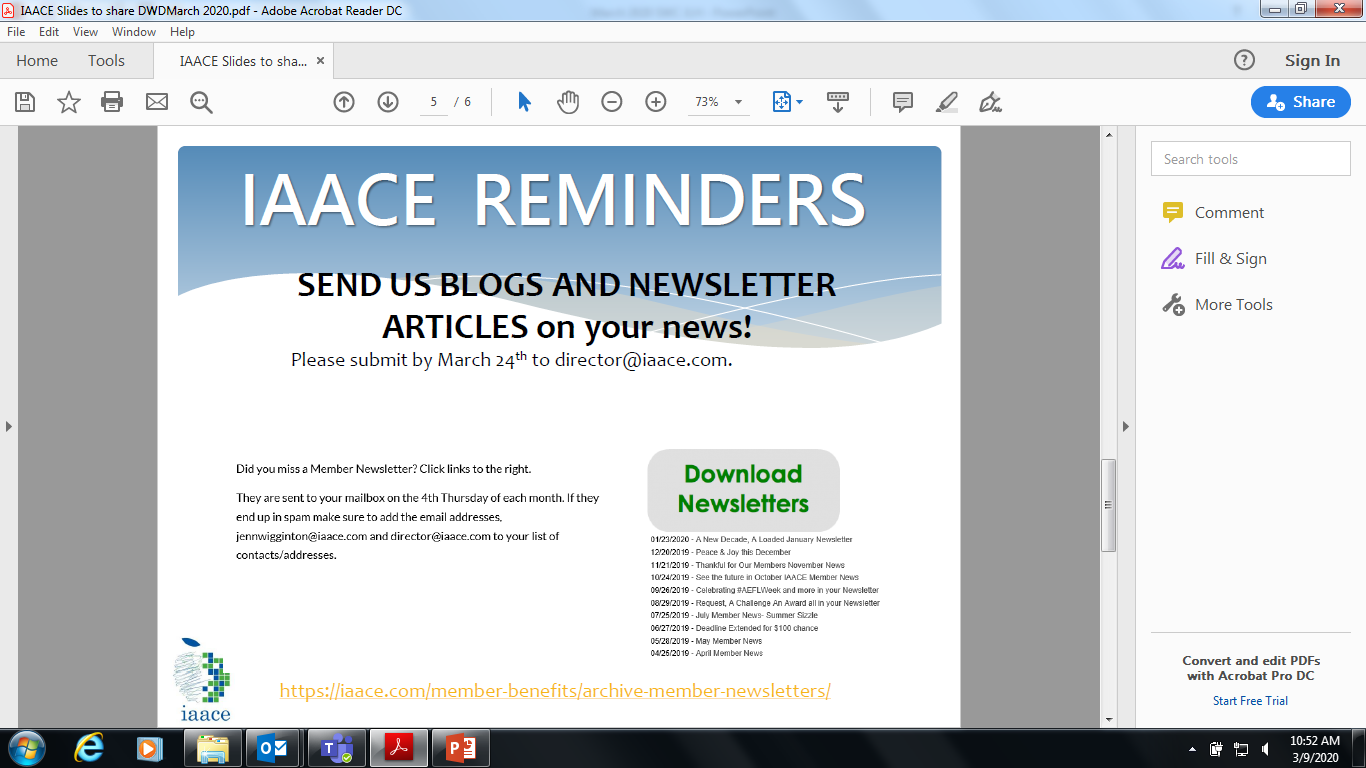 IAACE Slides to share DWDMarch 2020.pdf - Adobe Acrobat Reader DC
File Edit View Window Help
Home Tools IAACE Slides to sha... × ? Sign In
5 / 6 73% Share
IAACE REMINDERS
SEND US BLOGS AND NEWSLETTER
ARTICLES on your news!
Please submit by March 24th to director@iaace.com.
Did you miss a Member Newsletter? Click links to the right.
They are sent to your mailbox on the 4th Thursday of each month. If they
end up in spam make sure to add the email addresses,
jennwigginton@iaace.com and director@iaace.com to your list of
contacts/addresses.
Download
Newsletters
01/23/2020 - A New Decade, A Loaded January Newsletter
12/20/2019 - Peace & Joy this December
11/21/2019 - Thankful for Our Members November News
10/24/2019 - See the future in October IAACE Member News
09/26/2019 - Celebrating #AEFLWeek and more in your Newsletter
08/29/2019 - Request, A Challenge An Award all in your Newsletter
07/25/2019 - July Member News- Summer Sizzle
06/27/2019 - Deadline Extended for $100 chance
05/28/2019 - May Member News
04/25/2019 - April Member News
iaace
https://iaace.com/member-benefits/archive-member-newsletters/
Search tools
Comment
Fill & Sign
More Tools
Convert and edit PDFs
with Acrobat Pro DC
Start Free Trial
10:52 AM
3/9/2020